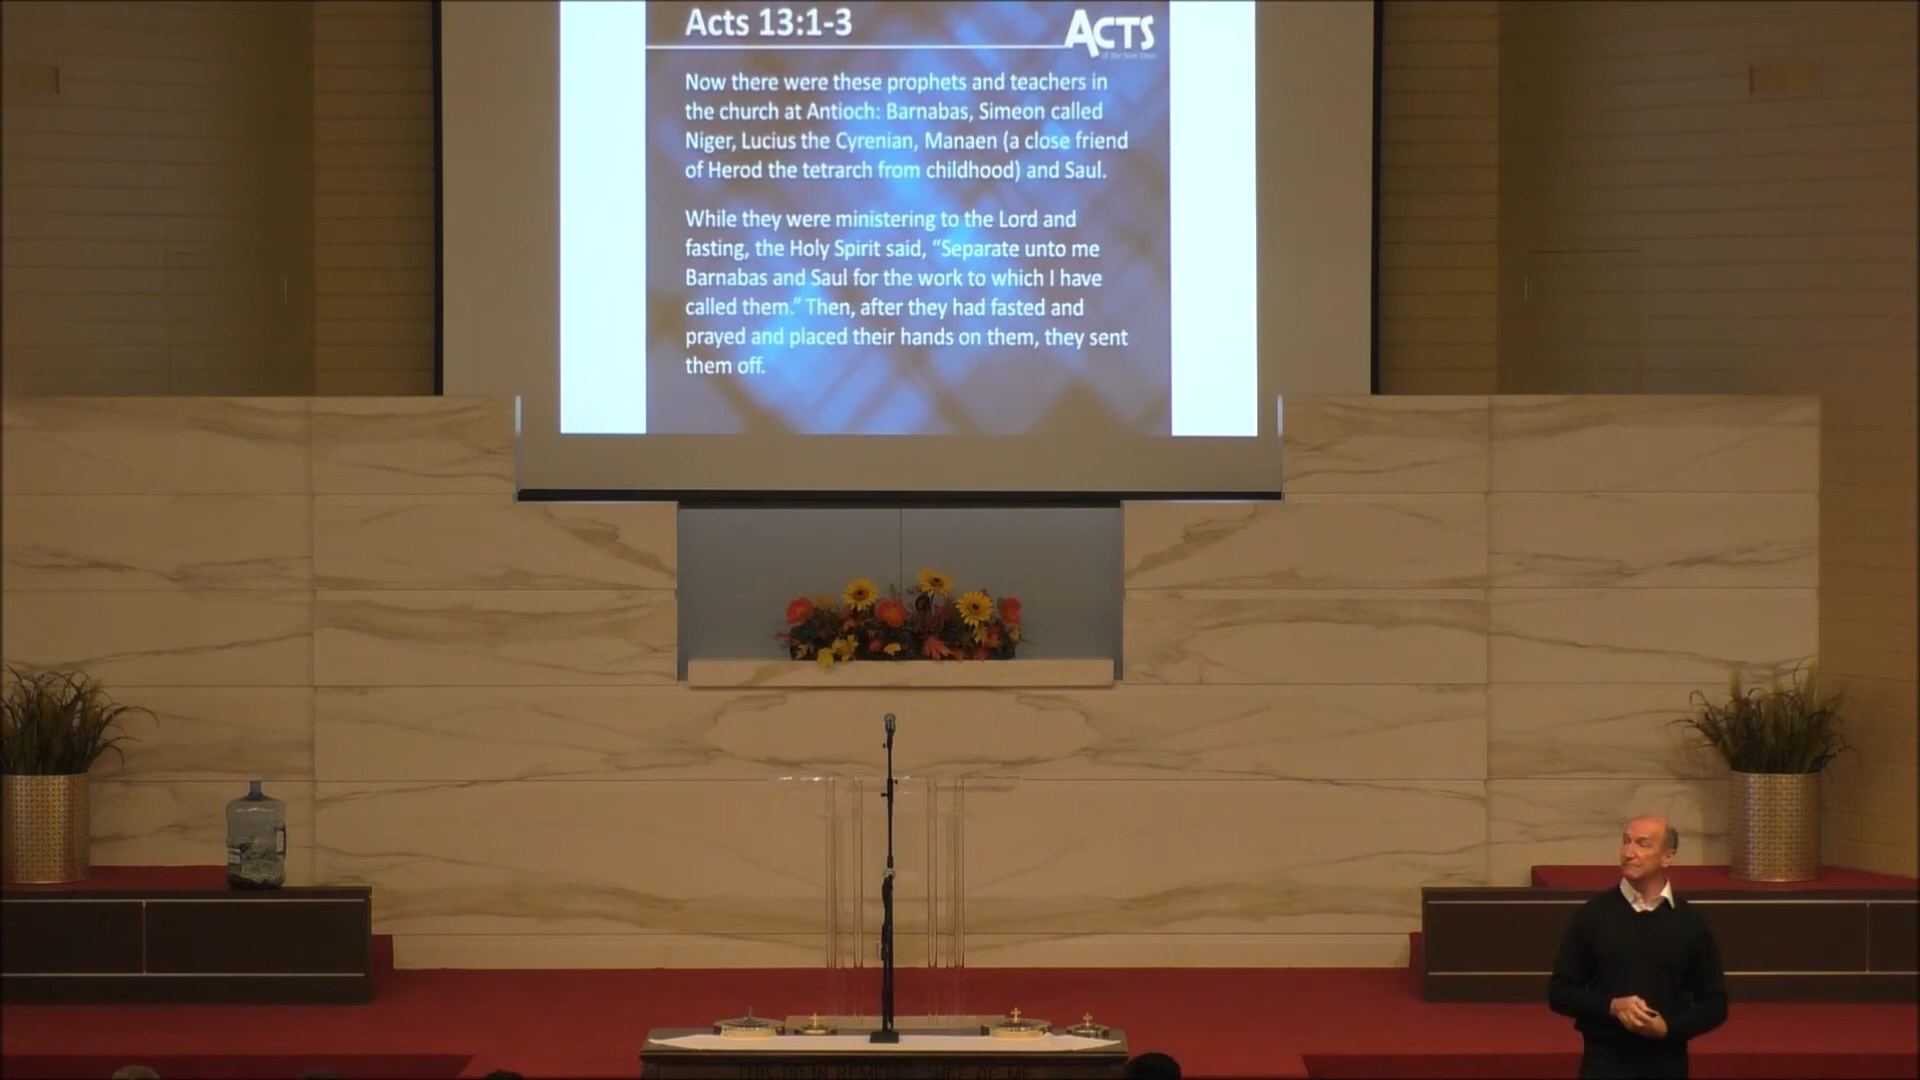 Acts 13:1-3
ACTS
Now there were these prophets and teachers in
the church at Antioch: Barnabas, Simeon called
Niger, Lucius the Cyrenian, Manaen (a close friend
of Herod the tetrarch from childhood) and Saul.
While they were ministering to the Lord and
fasting, the Holy Spirit said, “Separate unto me
Barnabas and Saul for the work to which I have
called them.” Then, after they had fasted and
prayed and placed their hands on them, they sent
them off.